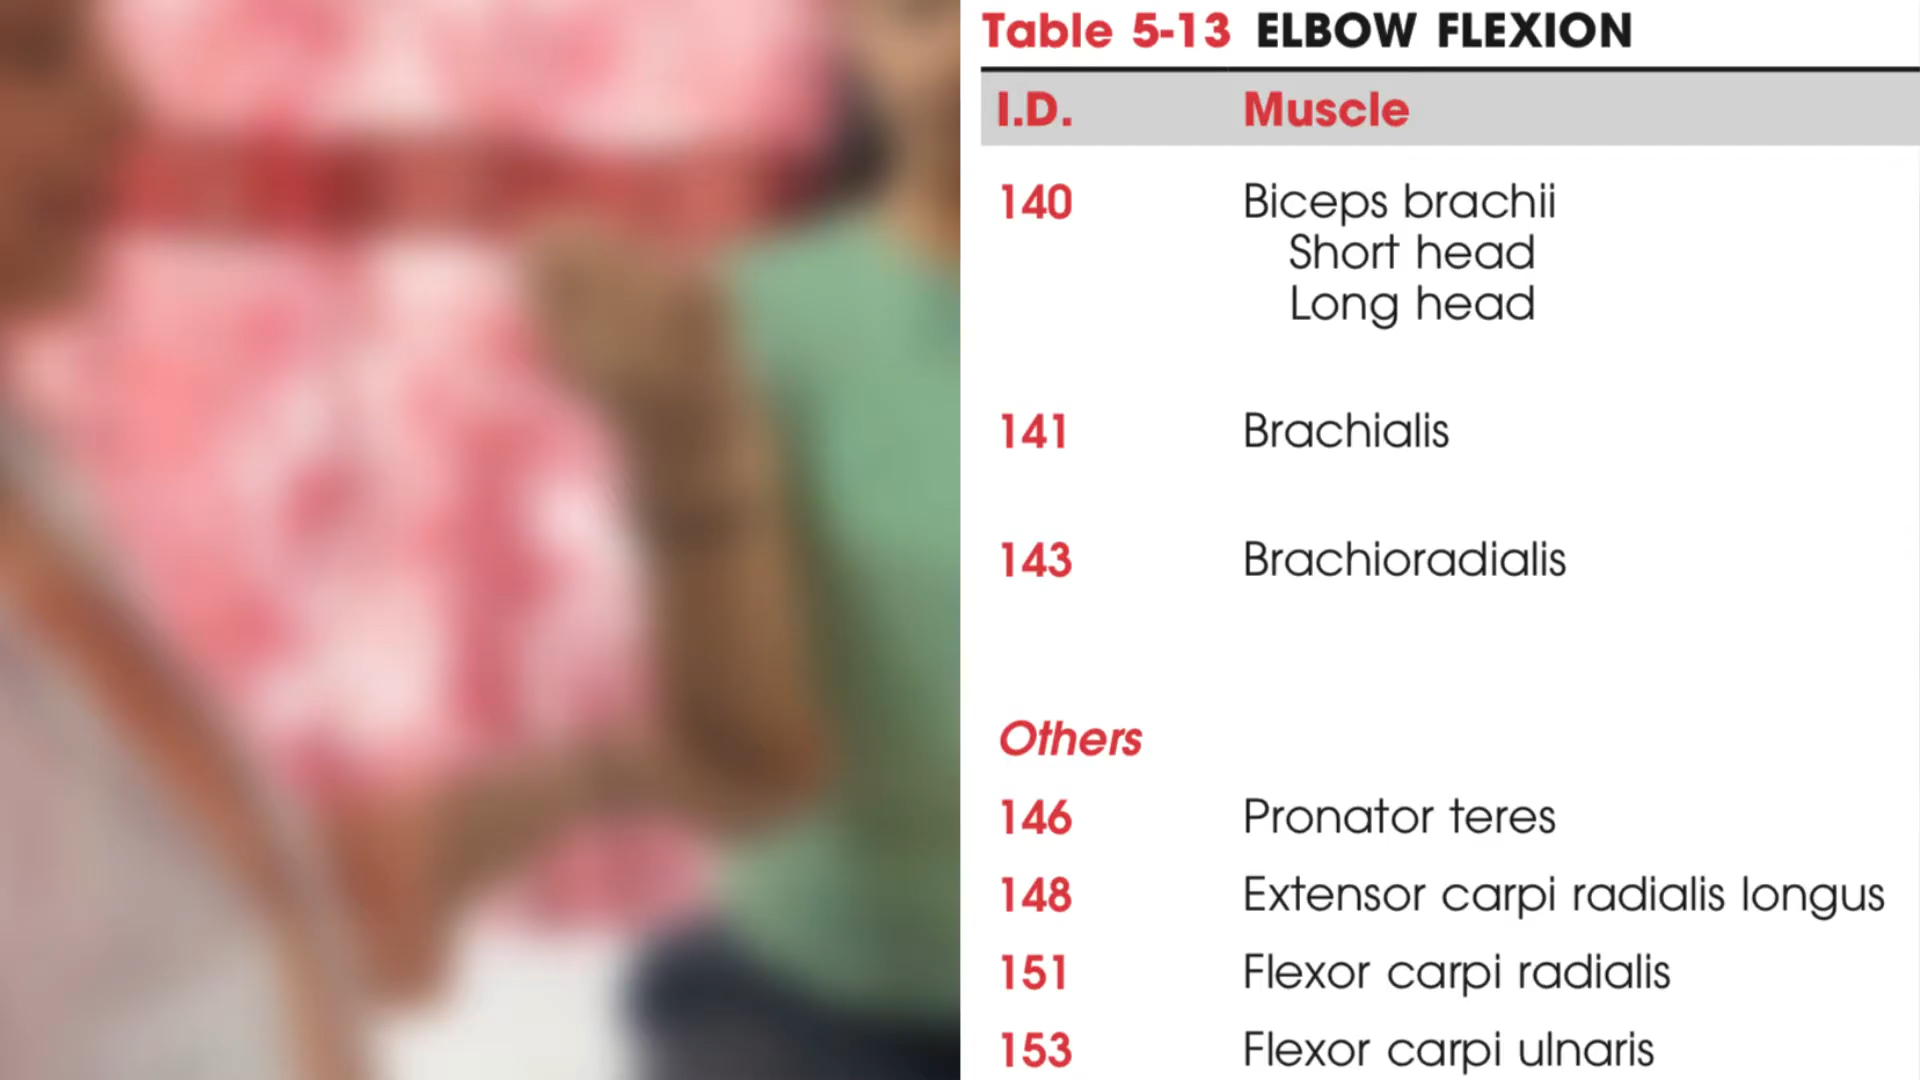 Table 5-13 ELBOW FLEXION
I.D. Muscle
140 Biceps brachii
Short head
Long head
141 Brachialis
143 Brachioradialis
Others
146 Pronator teres
148 Extensor carpi radialis longus
151 Flexor carpi radialis
153 Flexor carpi ulnaris